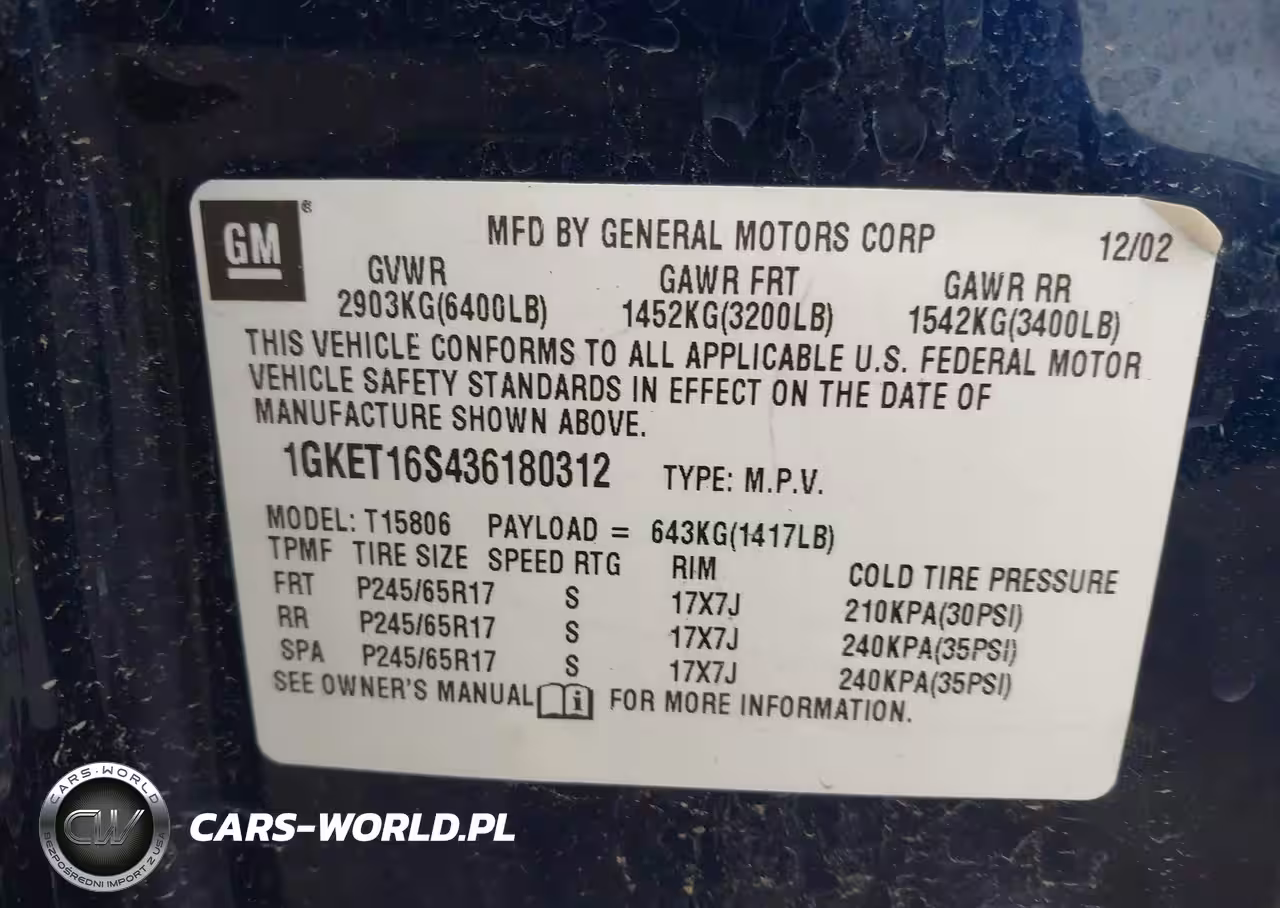 GM ®
MFD BY GENERAL MOTORS CORP 12/02
GVWR GAWR FRT GAWR RR
2903KG(6400LB) 1452KG(3200LB) 1542KG(3400LB)
THIS VEHICLE CONFORMS TO ALL APPLICABLE U.S. FEDERAL MOTOR
VEHICLE SAFETY STANDARDS IN EFFECT ON THE DATE OF
MANUFACTURE SHOWN ABOVE.
1GKET16S436180312 TYPE: M.P.V.
MODEL: T15806 PAYLOAD = 643KG(1417LB)
TPMF TIRE SIZE SPEED RTG RIM COLD TIRE PRESSURE
FRT P245/65R17 S 17X7J 210KPA(30PSI)
RR P245/65R17 S 17X7J 240KPA(35PSI)
SPA P245/65R17 S 17X7J 240KPA(35PSI)
SEE OWNER'S MANUAL i FOR MORE INFORMATION.
CARS-WORLD
CW
BEZPOŚREDNI IMPORT Z USA
CARS-WORLD.PL